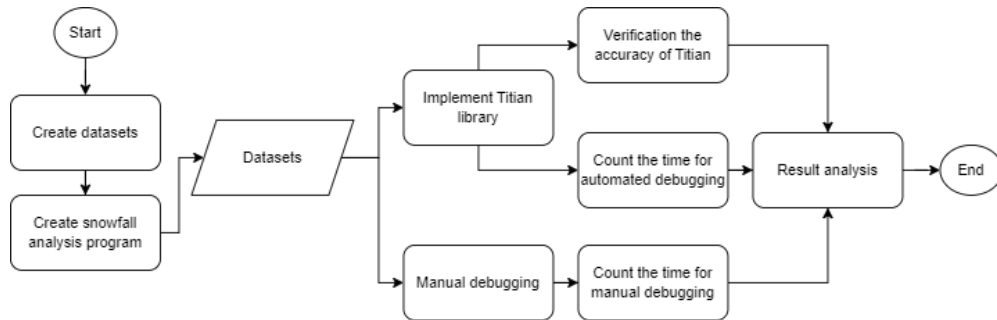 Start
Create datasets
Create snowfall
analysis program
Datasets
Implement Titian
library
Verification the
accuracy of Titian
Count the time for
automated debugging
Manual debugging
Count the time for
manual debugging
Result analysis
End